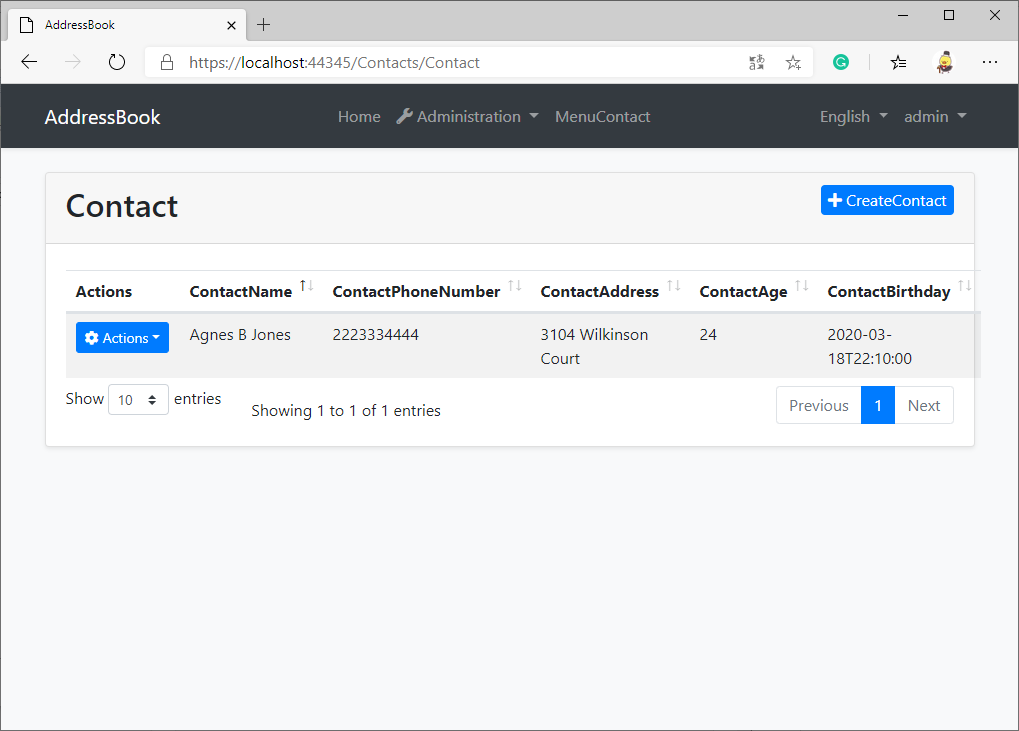 AddressBook
https://localhost:44345/Contacts/Contact
AddressBook Home Administration MenuContact English admin
Contact
CreateContact
Actions ContactName ContactPhoneNumber ContactAddress ContactAge ContactBirthday
Actions Agnes B Jones 2223334444 3104 Wilkinson 24 2020-03-
Court 18T22:10:00
Show 10 entries
Showing 1 to 1 of 1 entries
Previous 1 Next